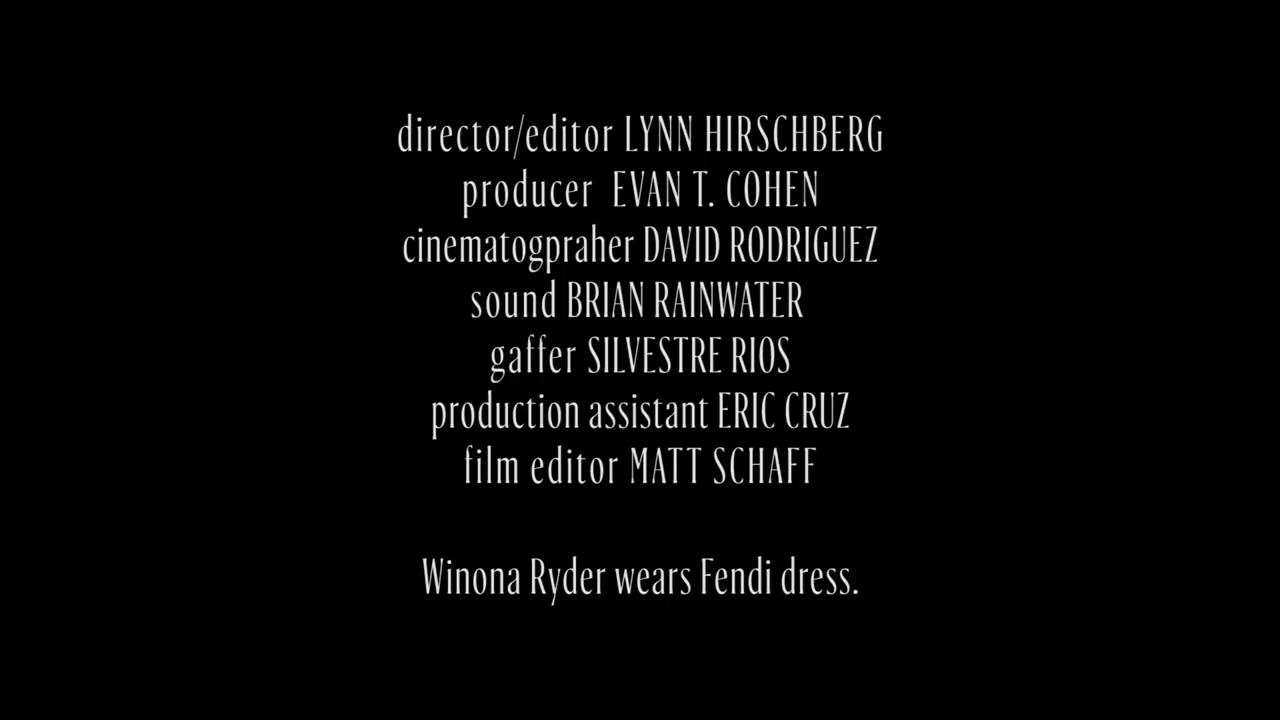 director/editor LYNN HIRSCHBERG
producer EVAN T. COHEN
cinematogpraher DAVID RODRIGUEZ
sound BRIAN RAINWATER
gaffer SILVESTRE RIOS
production assistant ERIC CRUZ
film editor MATT SCHAFF
Winona Ryder wears Fendi dress.